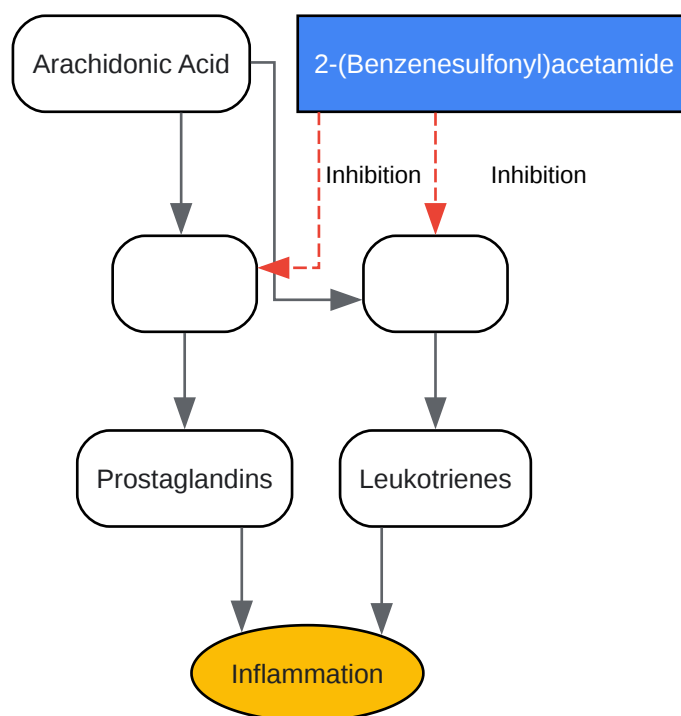 Arachidonic Acid
2-(Benzenesulfonyl)acetamide
Inhibition
Inhibition
Prostaglandins
Leukotrienes
Inflammation